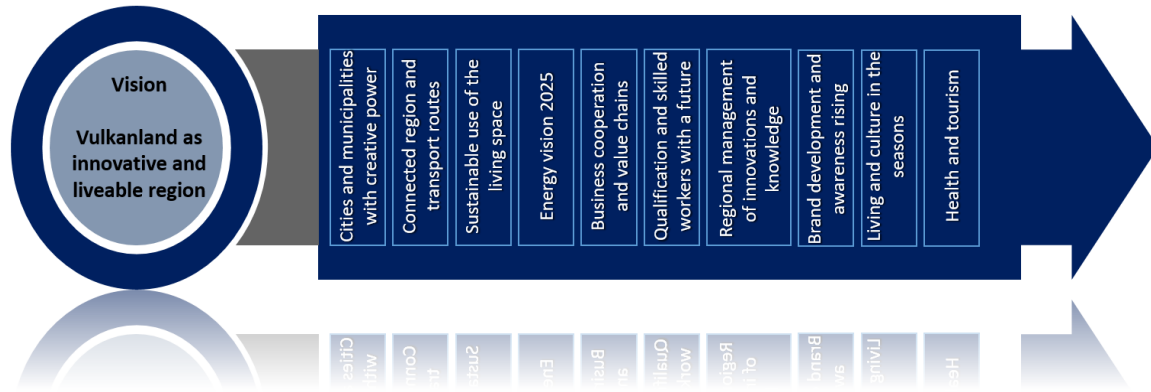 Vision
Vulkanland as
innovative and
liveable region
Cities and municipalities
with creative power
Connected region and
transport routes
Sustainable use of the
living space
Energy vision 2025
Business cooperation
and value chains
Qualification and skilled
workers with a future
Regional management
of innovations and
knowledge
Brand development and
awareness rising
Living and culture in the
seasons
Health and tourism